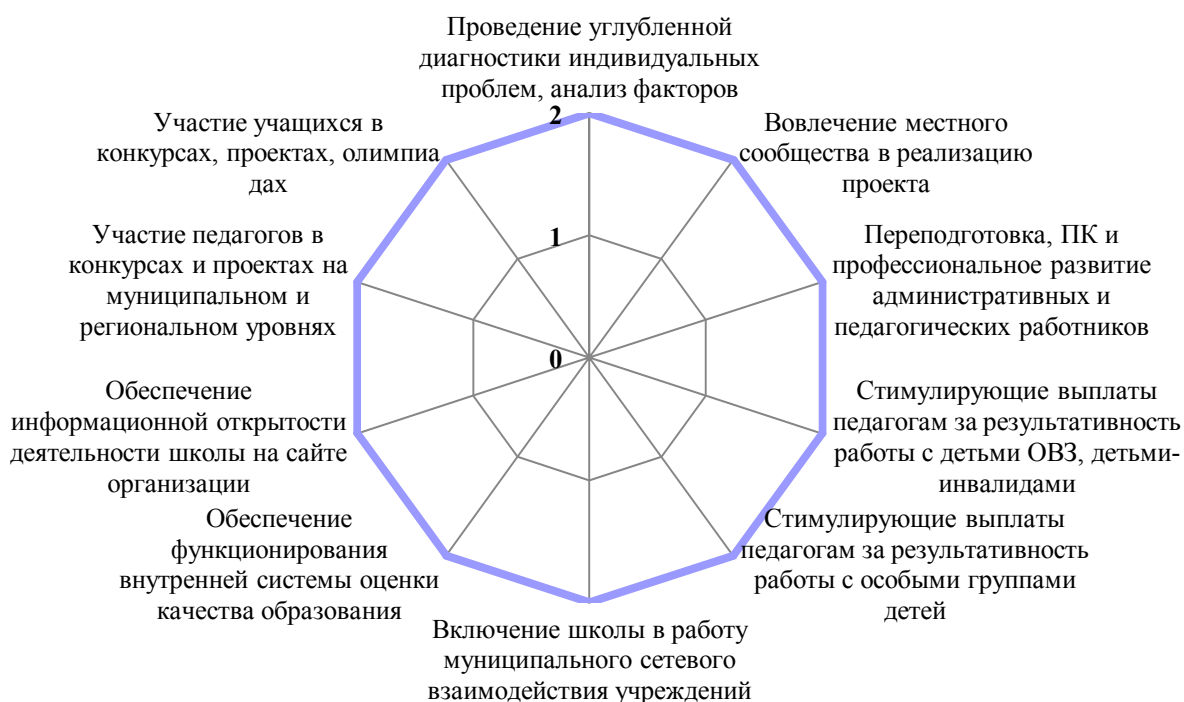 Проведение углубленной
диагностики индивидуальных
проблем, анализ факторов
2
Вовлечение местного
сообщества в реализацию
проекта
Переподготовка, ПК и
профессиональное развитие
административных и
педагогических работников
Стимулирующие выплаты
педагогам за результативность
работы с детьми ОВЗ, детьми-
инвалидами
Стимулирующие выплаты
педагогам за результативность
работы с особыми группами
детей
Включение школы в работу
муниципального сетевого
взаимодействия учреждений
Обеспечение
функционирования
внутренней системы оценки
качества образования
Обеспечение
информационной открытости
деятельности школы на сайте
организации
Участие педагогов в
конкурсах и проектах на
муниципальном и
региональном уровнях
Участие учащихся в
конкурсах, проектах, олимпиа
дах
1
0